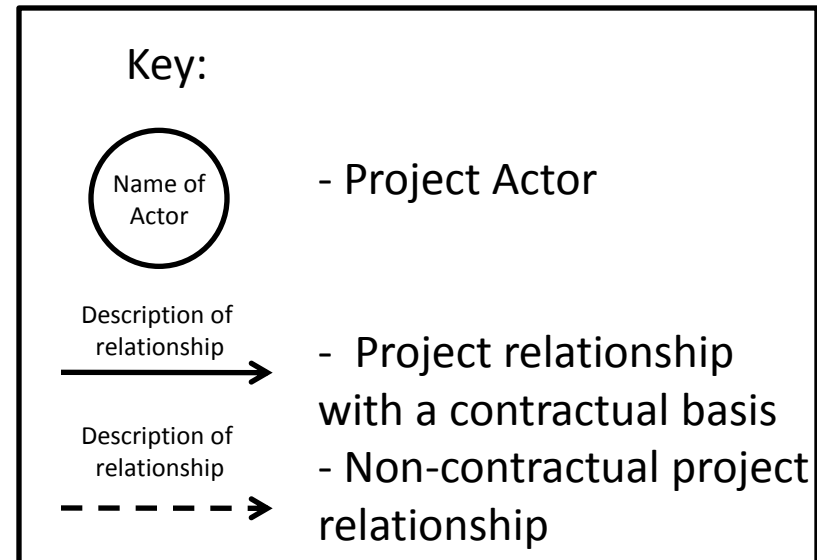 Key:
Name of
Actor
- Project Actor
Description of
relationship
- Project relationship
with a contractual basis
Description of
relationship
- Non-contractual project
relationship